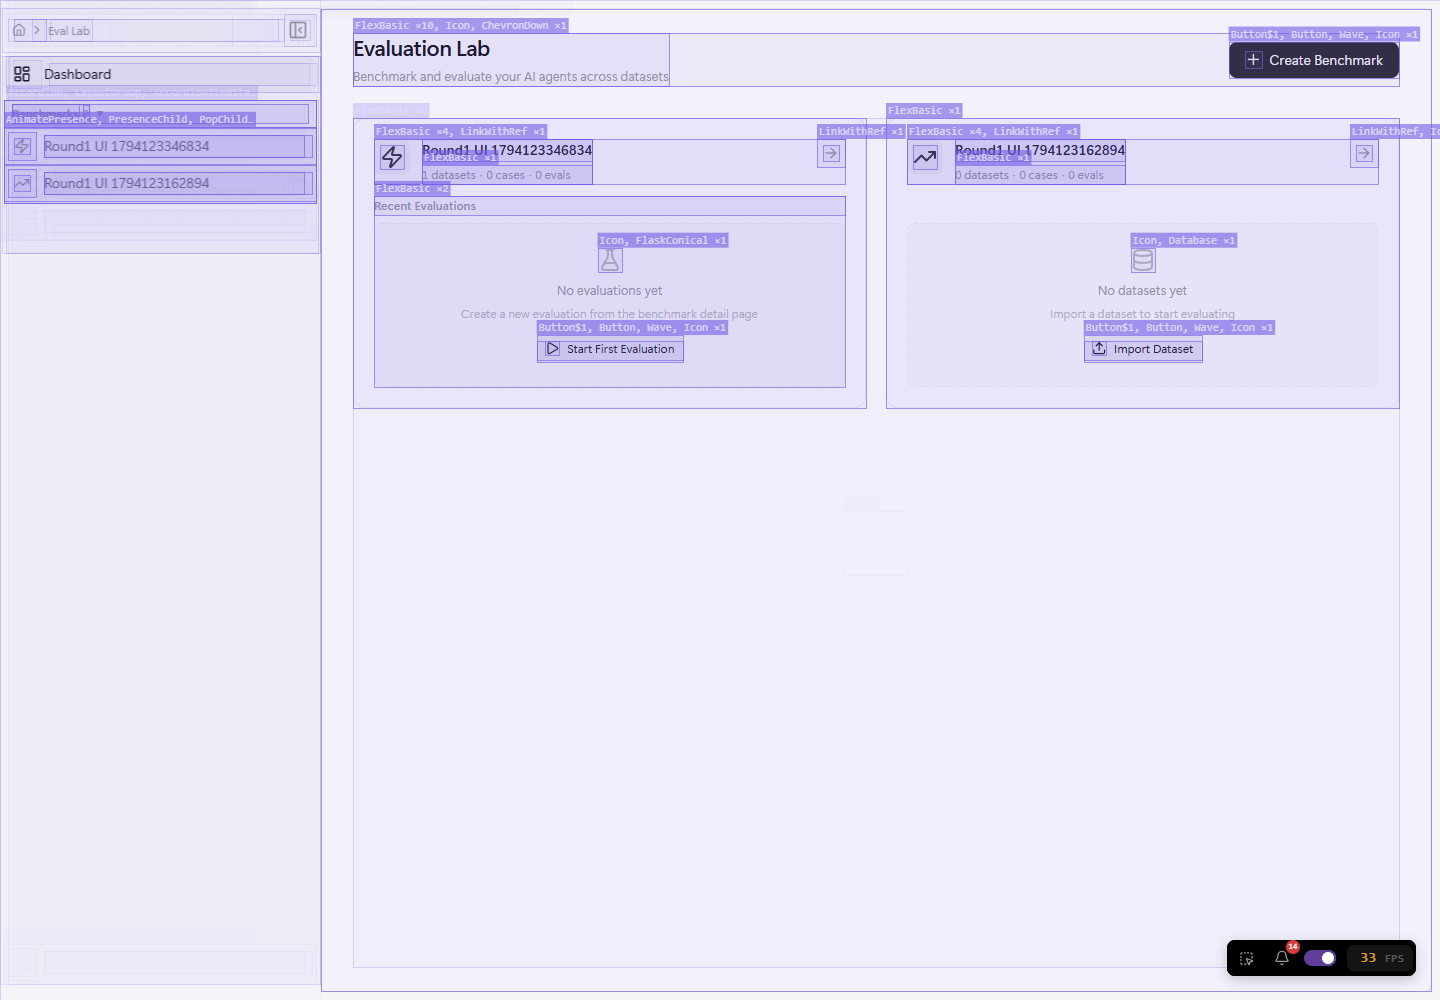 Eval Lab
Dashboard
Accordion, LayoutGroup, AccordionItemSta
AnimatePresence, PresenceChild, PopChild…
Round1 UI 1794123346834
Round1 UI 1794123162894
FlexBasic ×10, Icon, ChevronDown ×1
Evaluation Lab
Benchmark and evaluate your AI agents across datasets
Button$1, Button, Wave, Icon ×1
Create Benchmark
FlexBasic ×4, LinkWithRef ×1
LinkWithRef ×1
Round1 UI 1794123346834
FlexBasic ×1
1 datasets · 0 cases · 0 evals
FlexBasic ×2
Recent Evaluations
Icon, FlaskConical ×1
No evaluations yet
Create a new evaluation from the benchmark detail page
Button$1, Button, Wave, Icon ×1
Start First Evaluation
FlexBasic ×1
FlexBasic ×4, LinkWithRef ×1
LinkWithRef, Ic
Round1 UI 1794123162894
FlexBasic ×1
0 datasets · 0 cases · 0 evals
Icon, Database ×1
No datasets yet
Import a dataset to start evaluating
Button$1, Button, Wave, Icon ×1
Import Dataset
14
33 FPS